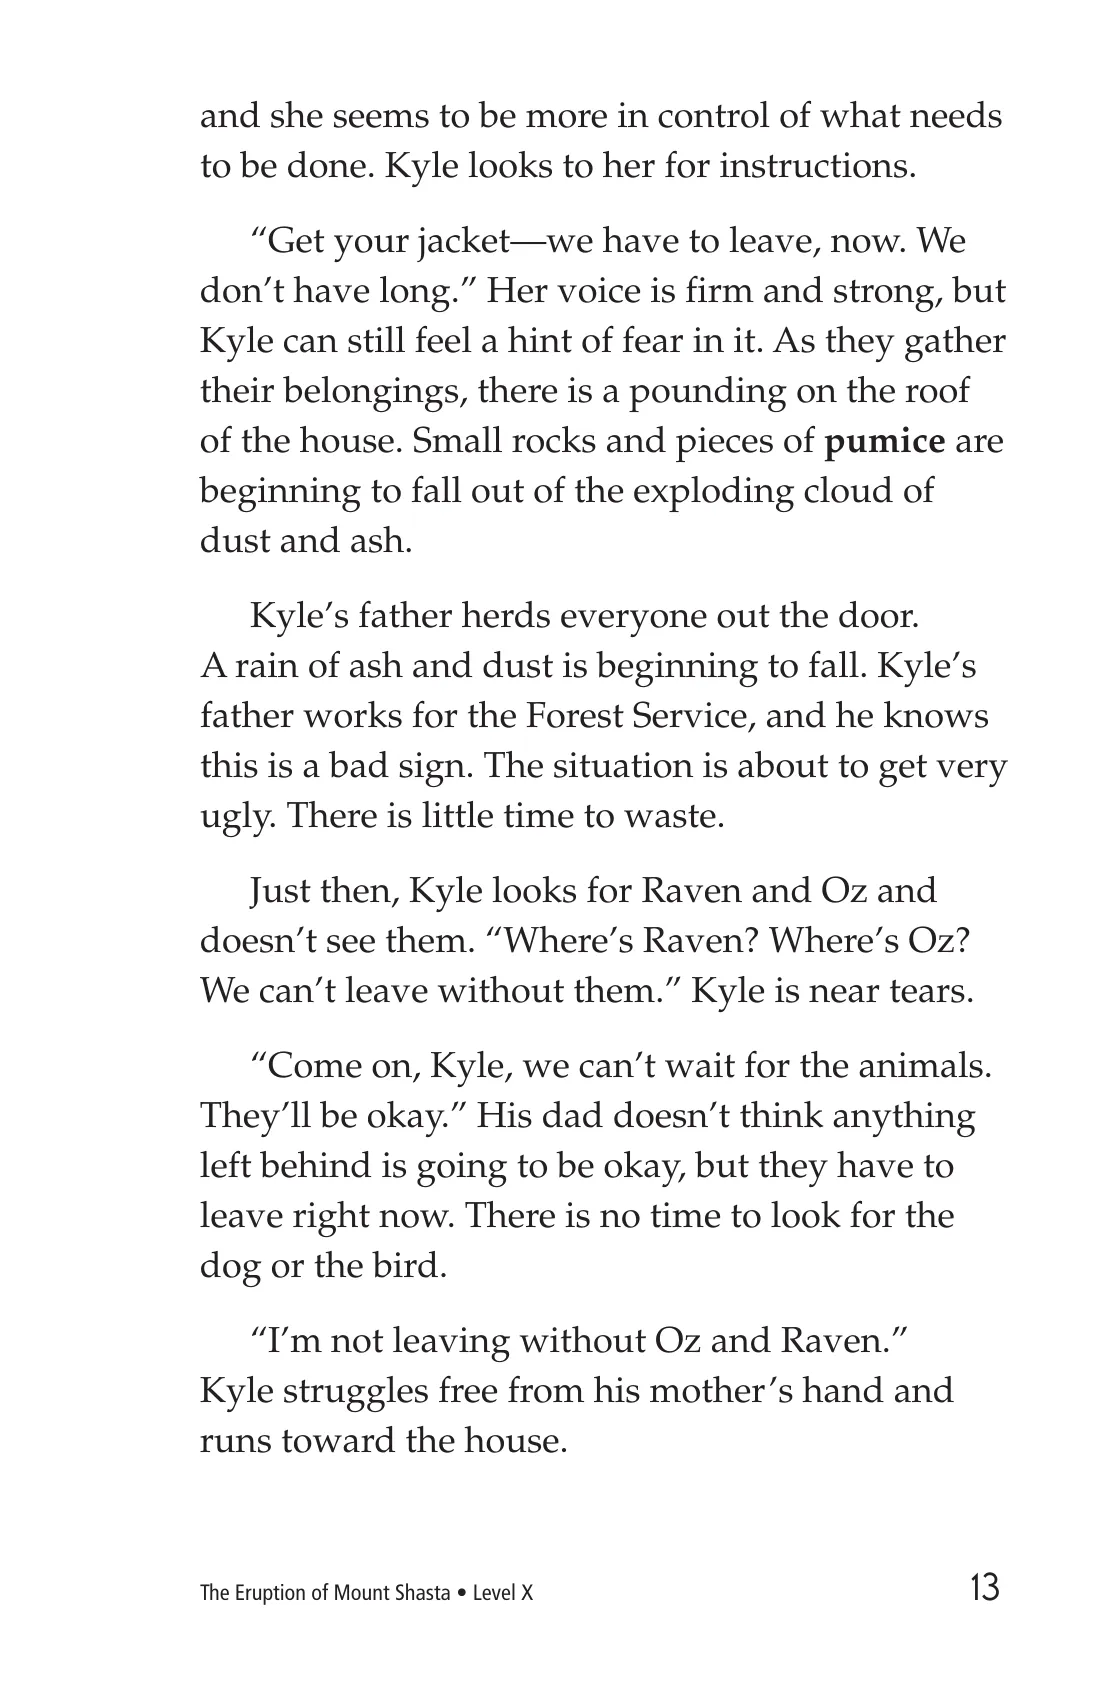 and she seems to be more in control of what needs
to be done. Kyle looks to her for instructions.
“Get your jacket—we have to leave, now. We
don’t have long.” Her voice is firm and strong, but
Kyle can still feel a hint of fear in it. As they gather
their belongings, there is a pounding on the roof
of the house. Small rocks and pieces of pumice are
beginning to fall out of the exploding cloud of
dust and ash.
Kyle’s father herds everyone out the door.
A rain of ash and dust is beginning to fall. Kyle’s
father works for the Forest Service, and he knows
this is a bad sign. The situation is about to get very
ugly. There is little time to waste.
Just then, Kyle looks for Raven and Oz and
doesn’t see them. “Where’s Raven? Where’s Oz?
We can’t leave without them.” Kyle is near tears.
“Come on, Kyle, we can’t wait for the animals.
They’ll be okay.” His dad doesn’t think anything
left behind is going to be okay, but they have to
leave right now. There is no time to look for the
dog or the bird.
“I’m not leaving without Oz and Raven.”
Kyle struggles free from his mother’s hand and
runs toward the house.
The Eruption of Mount Shasta • Level X 13